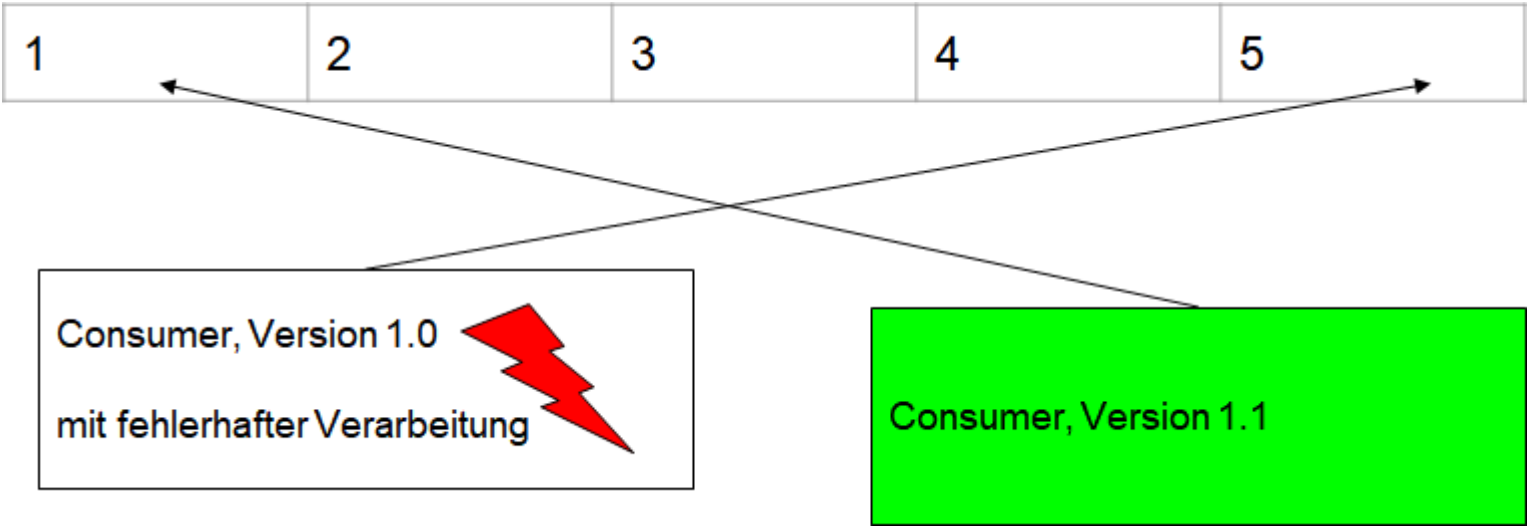 1 2 3 4 5
Consumer, Version 1.0
mit fehlerhafter Verarbeitung
Consumer, Version 1.1